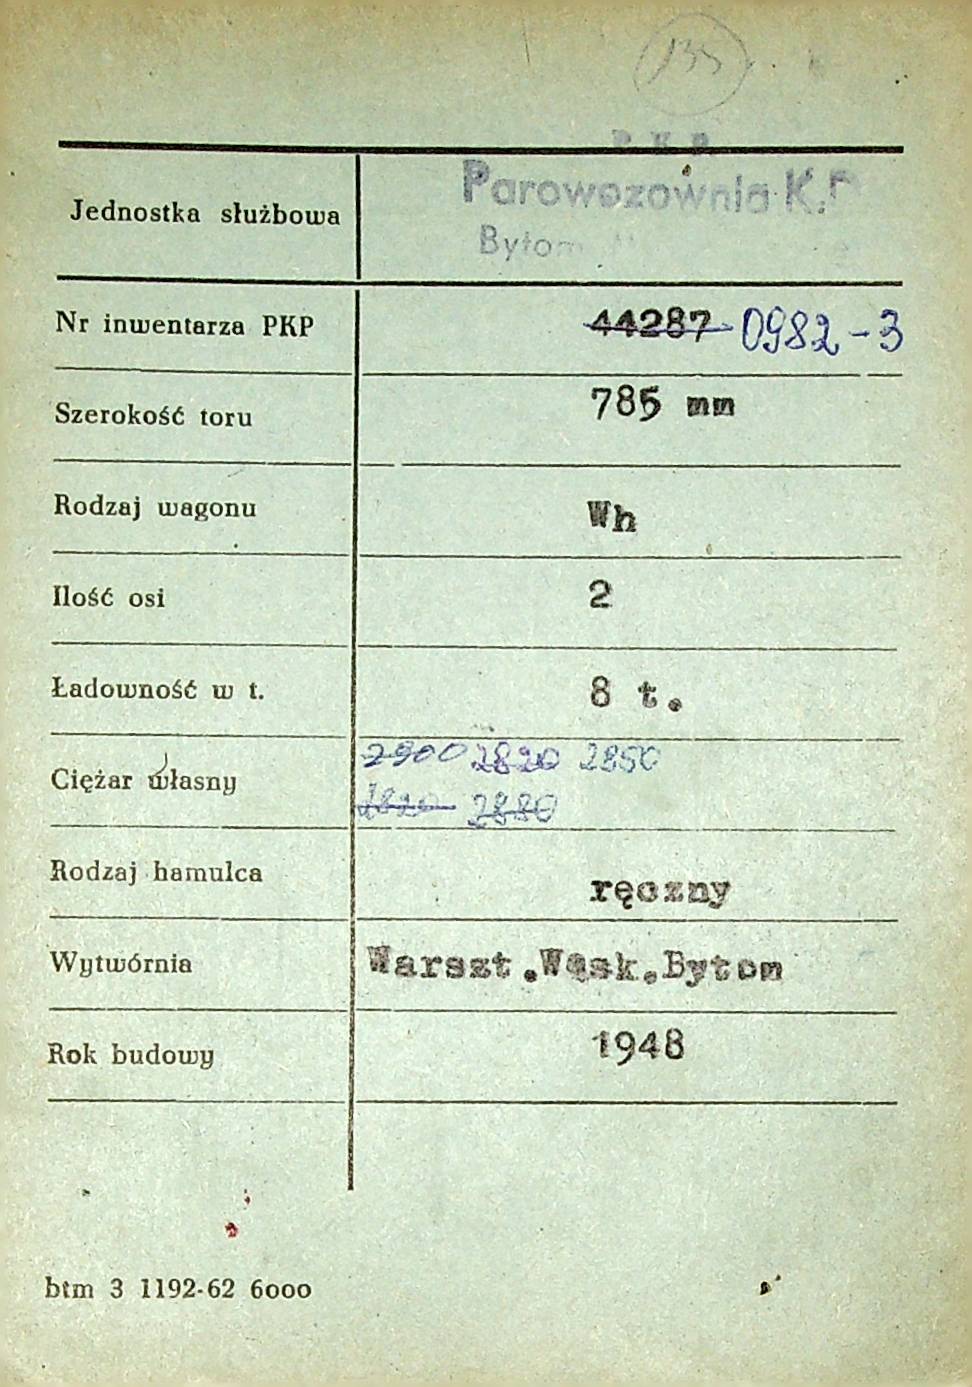 135
P.K.P.
Jednostka służbowa Parowozownia K.D
Bytom
Nr inwentarza PKP 44287 0982-3
Szerokość toru 785 mm
Rodzaj wagonu Wh
Ilość osi 2
Ładowność w t. 8 t.
Ciężar własny 2900 2820 2850
2820 2880
Rodzaj hamulca ręczny
Wytwórnia Warszt.Wąsk.Bytom
Rok budowy 1948
btm 3 1192-62 6000